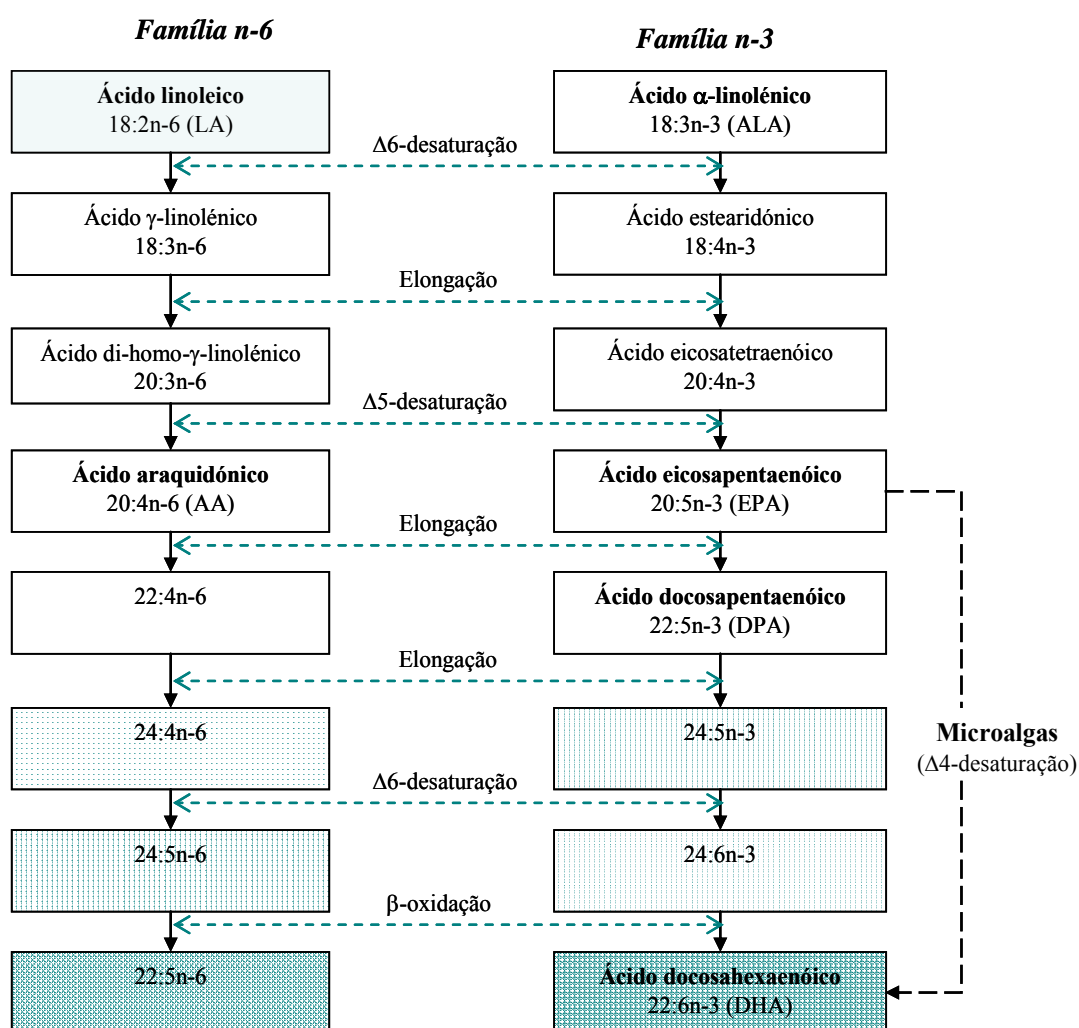 Família n-6
Família n-3
Ácido linoleico
18:2n-6 (LA)
Ácido α-linolénico
18:3n-3 (ALA)
Δ6-desaturação
Ácido γ-linolénico
18:3n-6
Ácido estearidónico
18:4n-3
Elongação
Ácido di-homo-γ-linolénico
20:3n-6
Ácido eicosatetraenóico
20:4n-3
Δ5-desaturação
Ácido araquidónico
20:4n-6 (AA)
Ácido eicosapentaenóico
20:5n-3 (EPA)
Elongação
22:4n-6
Ácido docosapentaenóico
22:5n-3 (DPA)
Elongação
24:4n-6
24:5n-3
Microalgas
(Δ4-desaturação)
Δ6-desaturação
24:5n-6
24:6n-3
β-oxidação
22:5n-6
Ácido docosahexaenóico
22:6n-3 (DHA)